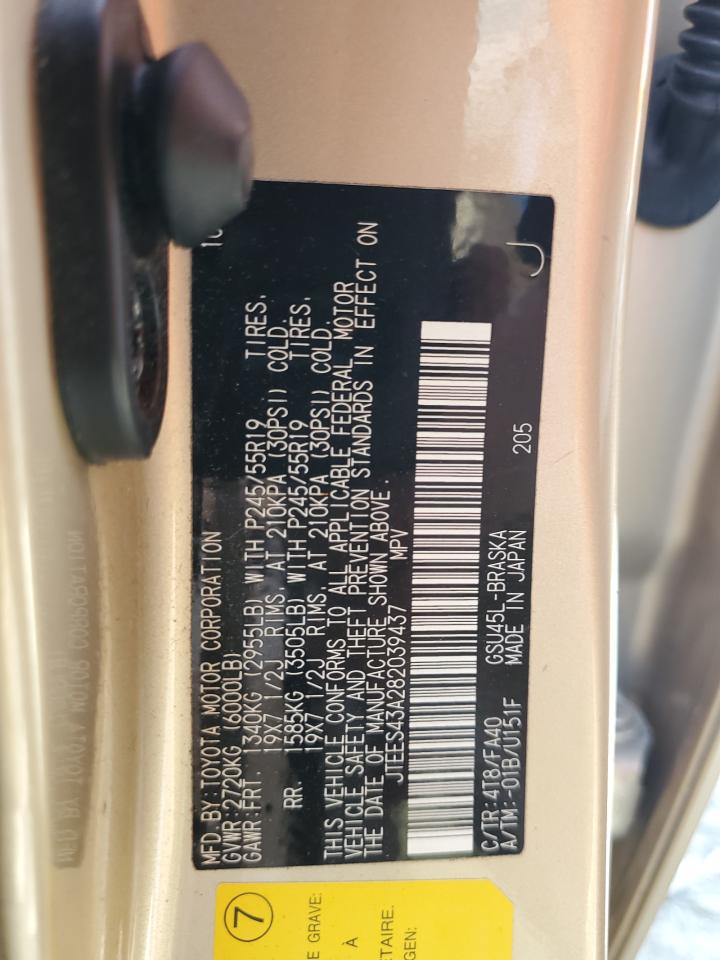 MFD.BY:TOYOTA MOTOR CORPORATION
GVWR:2720KG (6000LB)
GAWR:FRT. 1340KG (2955LB) WITH P245/55R19 TIRES,
19X7 1/2J RIMS, AT 210KPA (30PSI) COLD.
RR. 1585KG (3505LB) WITH P245/55R19 TIRES,
19X7 1/2J RIMS, AT 210KPA (30PSI) COLD.
THIS VEHICLE CONFORMS TO ALL APPLICABLE FEDERAL MOTOR
VEHICLE SAFETY AND THEFT PREVENTION STANDARDS IN EFFECT ON
THE DATE OF MANUFACTURE SHOWN ABOVE.
JTEES43A282039437 MPV
C/TR:4T8/FA40 GSU45L-BRASKA 205
A/TM:-01B/U151F MADE IN JAPAN
J
7
E GRAVE:
À
TAIRE.
GEN: